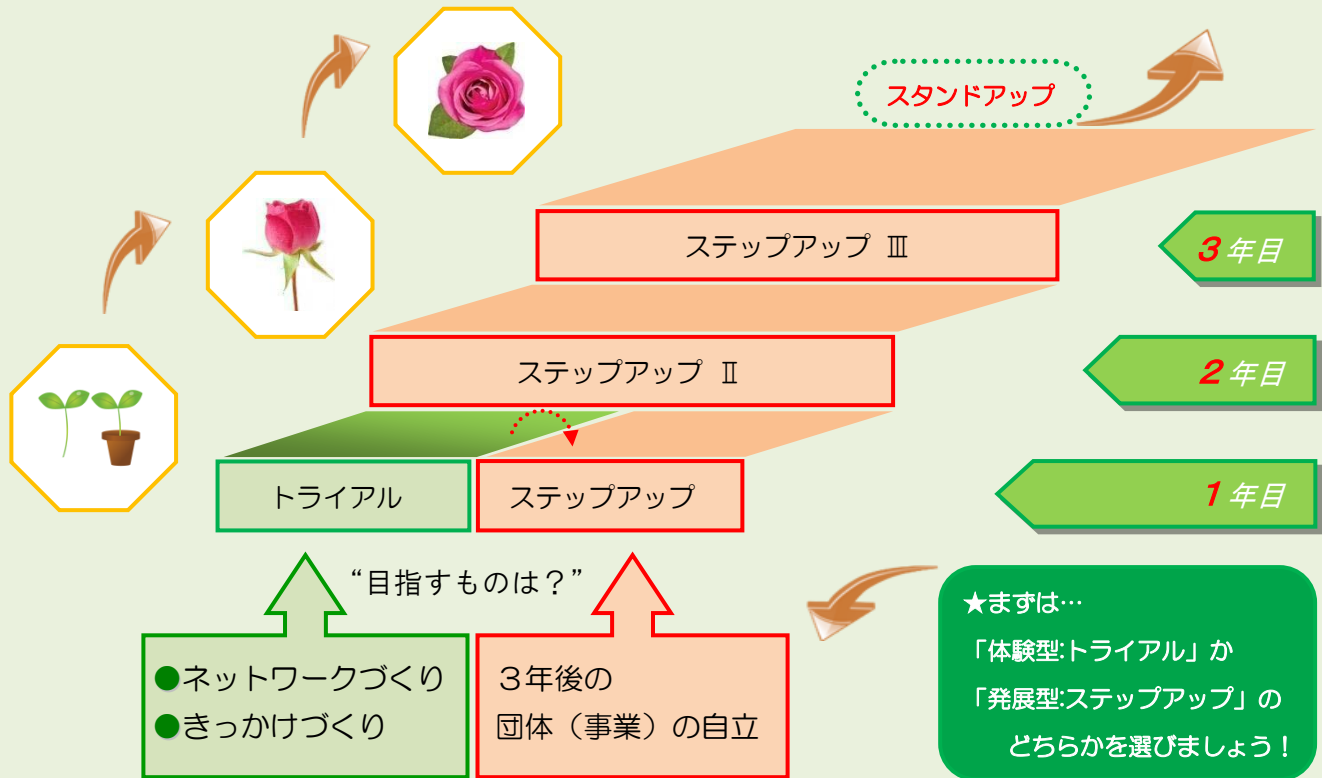 スタンドアップ
ステップアップ Ⅲ
３年目
ステップアップ Ⅱ
２年目
トライアル
ステップアップ
１年目
“目指すものは？”
●ネットワークづくり
●きっかけづくり
３年後の
団体（事業）の自立
★まずは…
「体験型:トライアル」か
「発展型:ステップアップ」の
どちらかを選びましょう！